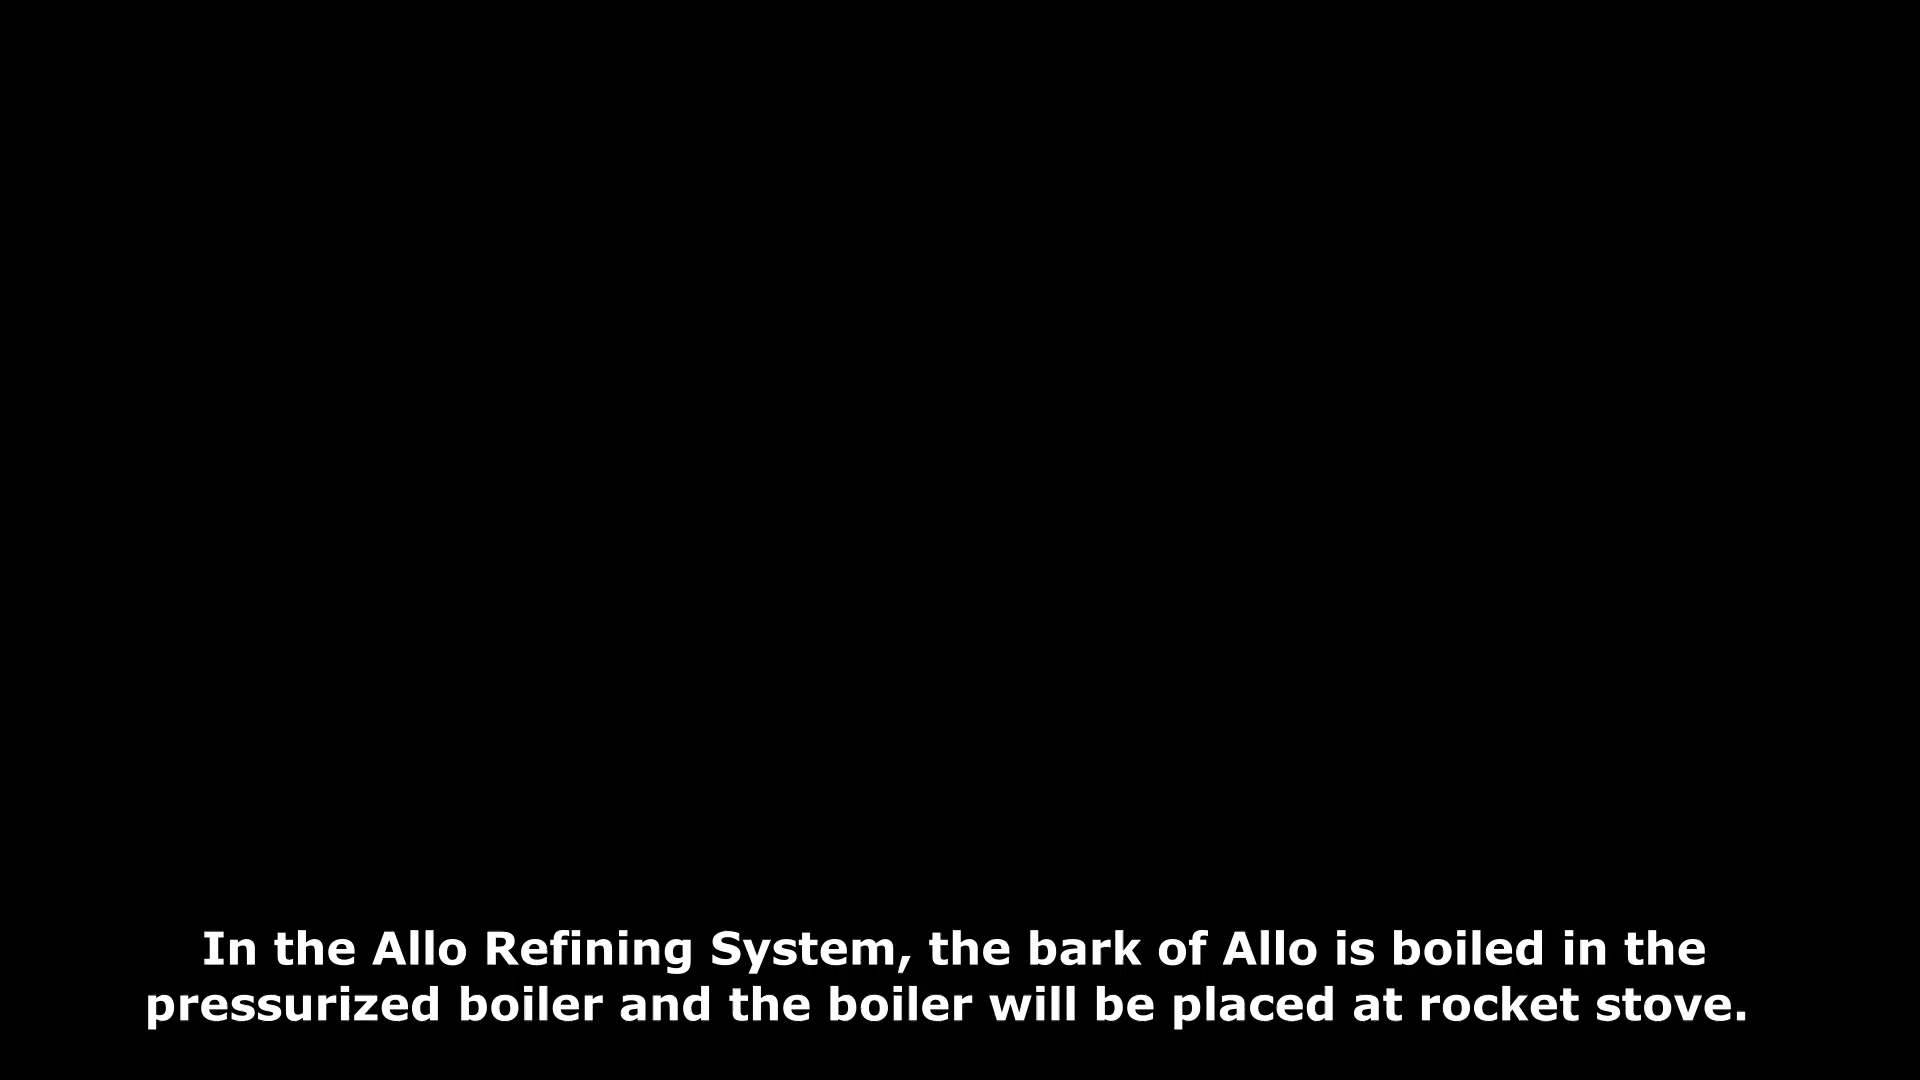 In the Allo Refining System, the bark of Allo is boiled in the
pressurized boiler and the boiler will be placed at rocket stove.